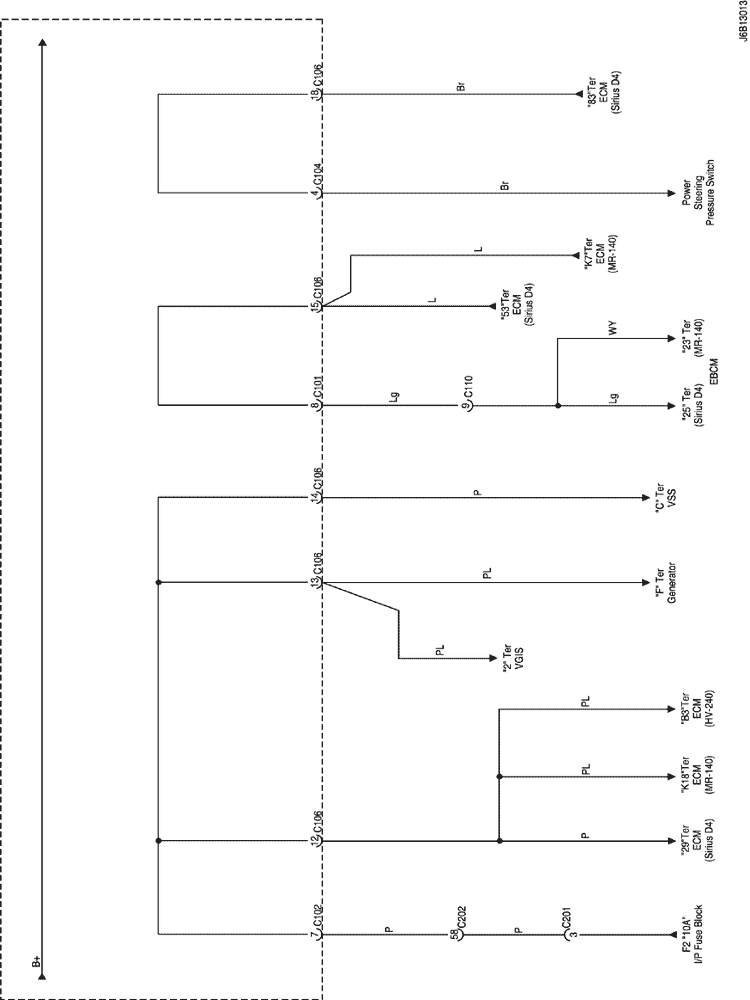 J6B13013
B+
18 C106
Br
"83"Ter
ECM
(Sirius D4)
4 C104
Br
Power
Steering
Pressure Switch
15 C106
L
"K7"Ter
ECM
(MR-140)
L
"53"Ter
ECM
(Sirius D4)
8 C101
Lg
9 C110
WY
"23" Ter
(MR-140)
Lg
"25" Ter
(Sirius D4)
EBCM
14 C106
P
"C" Ter
VSS
13 C106
PL
"F" Ter
Generator
PL
"2" Ter
VGIS
12 C106
PL
"B3"Ter
ECM
(HV-240)
PL
"K18"Ter
ECM
(MR-140)
P
"29"Ter
ECM
(Sirius D4)
7 C102
P
58 C202
P
3 C201
F2 "10A"
I/P Fuse Block